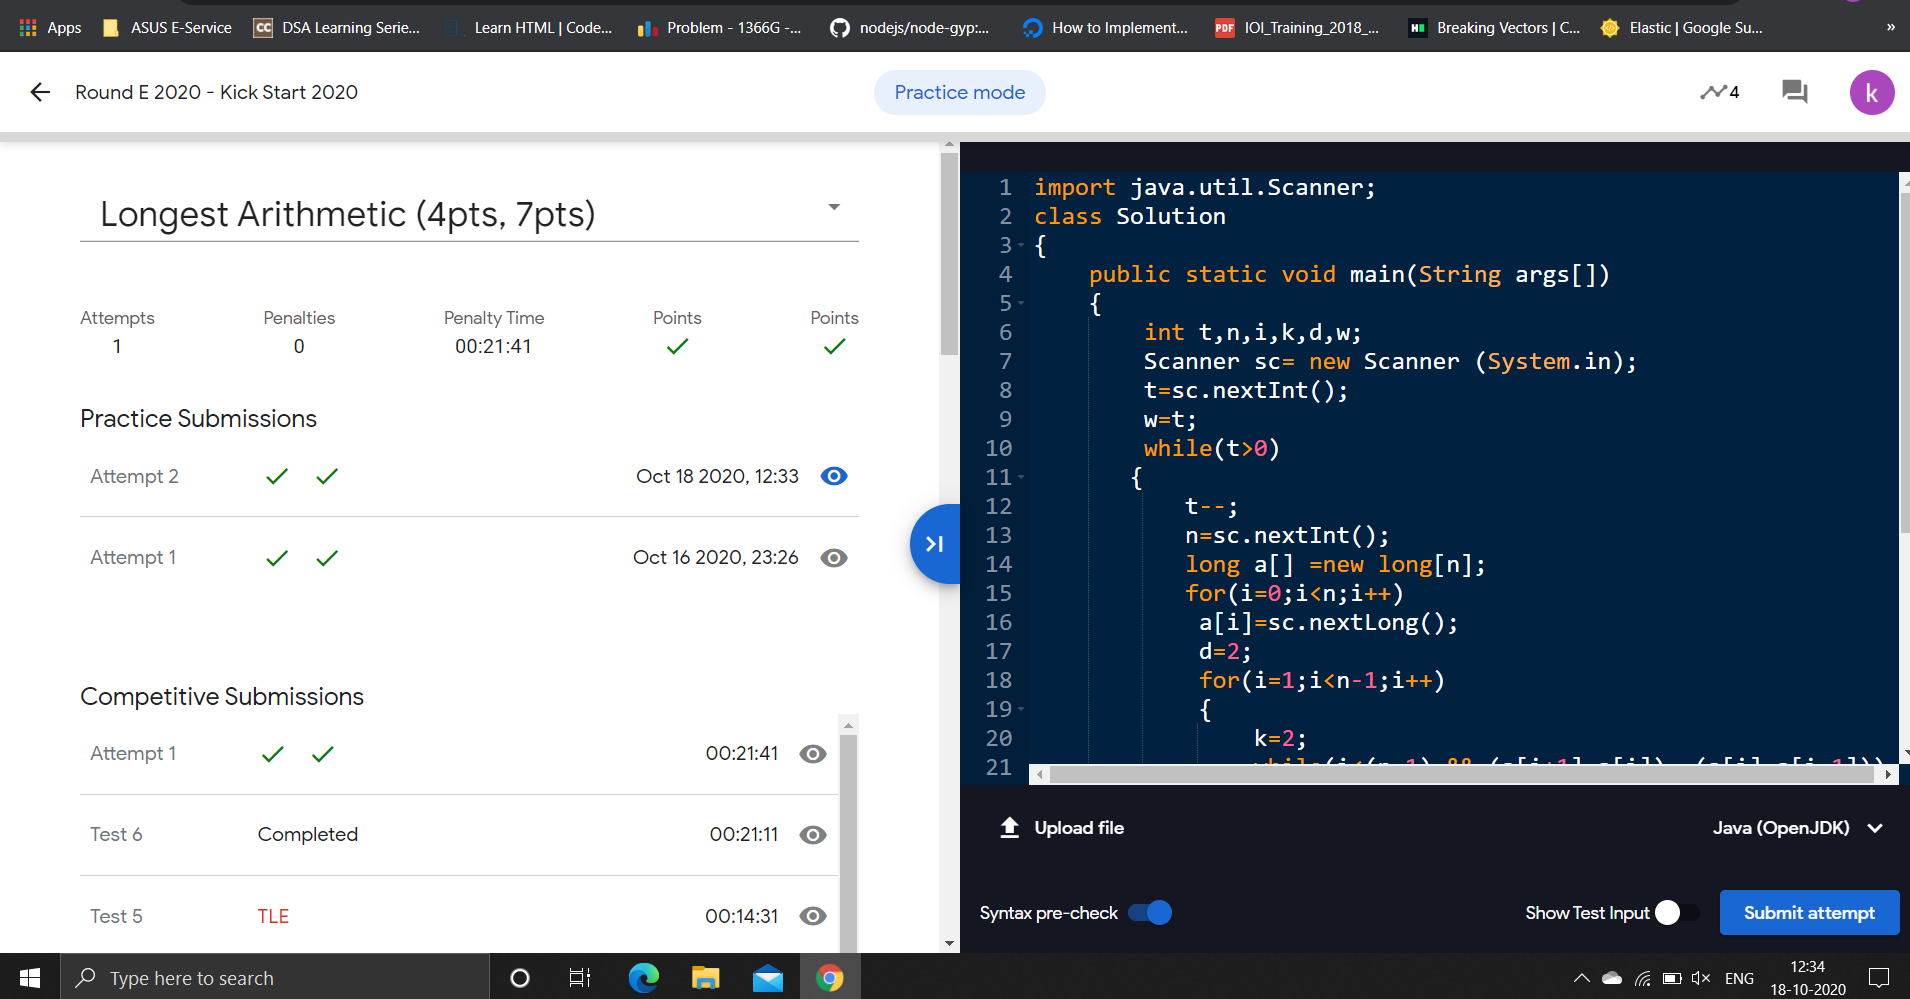 Apps ASUS E-Service CC DSA Learning Serie... Learn HTML | Code... Problem - 1366G -... nodejs/node-gyp:... How to Implement... PDF IOI_Training_2018_... H Breaking Vectors | C... Elastic | Google Su... »
Round E 2020 - Kick Start 2020
Practice mode
4
k
Longest Arithmetic (4pts, 7pts)
Attempts Penalties Penalty Time Points Points
1 0 00:21:41
Practice Submissions
Attempt 2 Oct 18 2020, 12:33
Attempt 1 Oct 16 2020, 23:26
Competitive Submissions
Attempt 1 00:21:41
Test 6 Completed 00:21:11
Test 5 TLE 00:14:31
1 import java.util.Scanner;
2 class Solution
3 {
4 public static void main(String args[])
5 {
6 int t,n,i,k,d,w;
7 Scanner sc= new Scanner (System.in);
8 t=sc.nextInt();
9 w=t;
10 while(t>0)
11 {
12 t--;
13 n=sc.nextInt();
14 long a[] =new long[n];
15 for(i=0;i<n;i++)
16 a[i]=sc.nextLong();
17 d=2;
18 for(i=1;i<n-1;i++)
19 {
20 k=2;
21
Upload file
Java (OpenJDK)
Syntax pre-check
Show Test Input
Submit attempt
Type here to search
ENG
12:34
18-10-2020